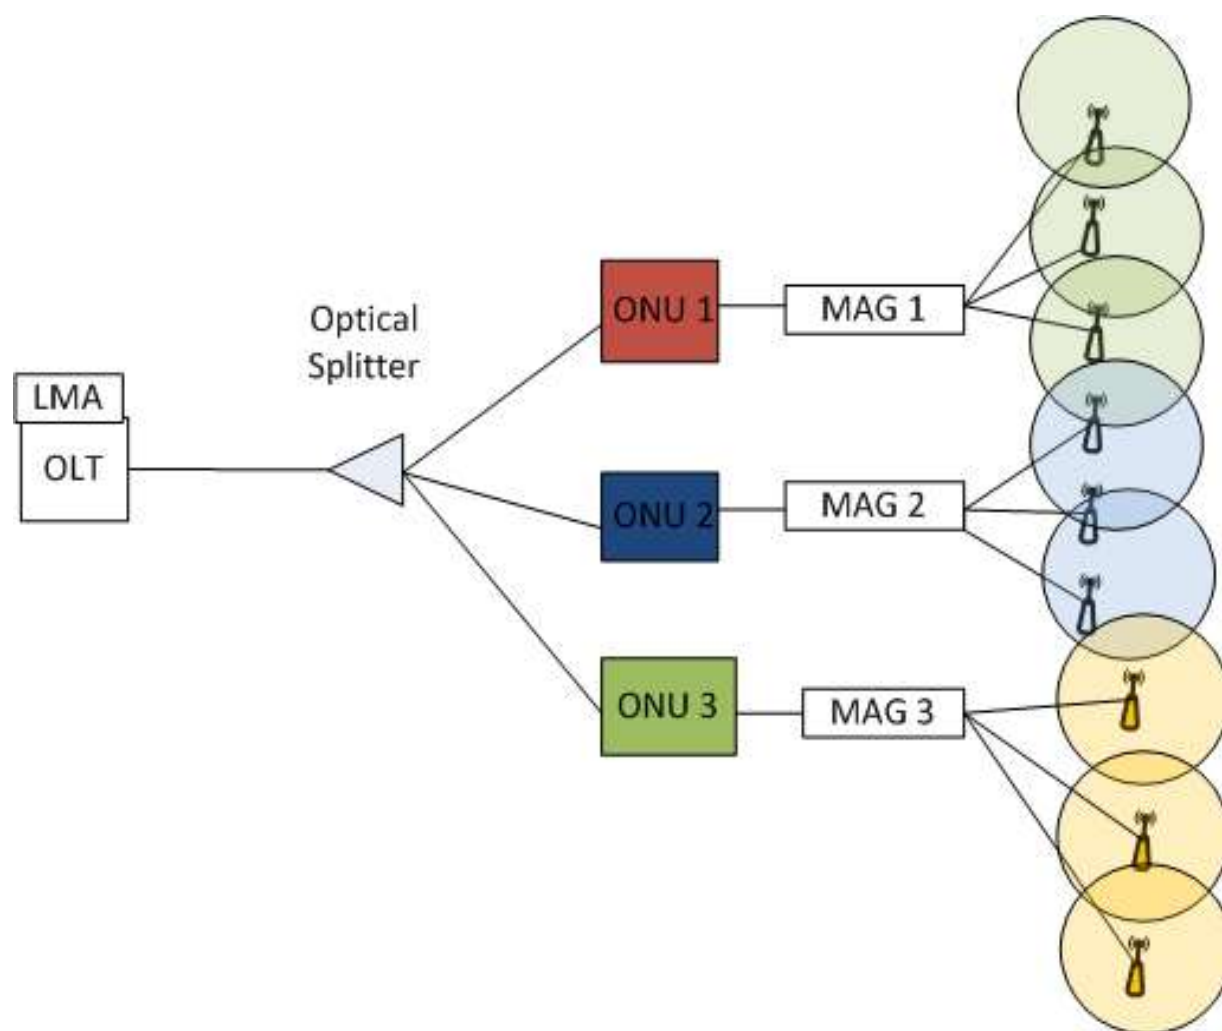 Optical
Splitter
LMA
OLT
ONU 1
MAG 1
ONU 2
MAG 2
ONU 3
MAG 3